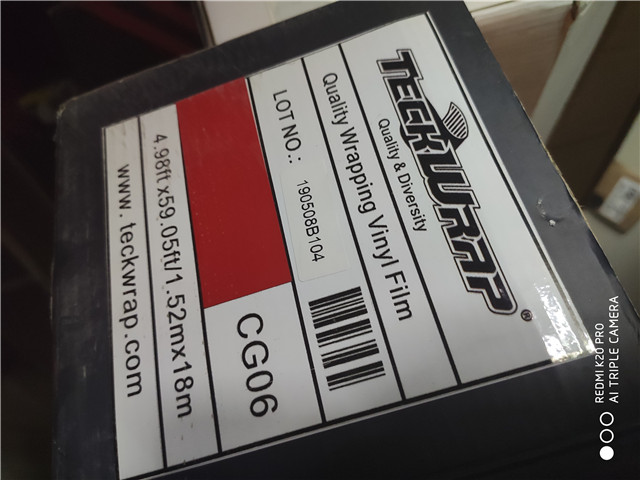 TECKWRAP®
Quality & Diversity
Quality Wrapping Vinyl Film
LOT NO.: 190508B104
CG06
4.98ft x59.05ft/1.52mx18m
www.teckwrap.com
REDMI K20 PRO
AI TRIPLE CAMERA